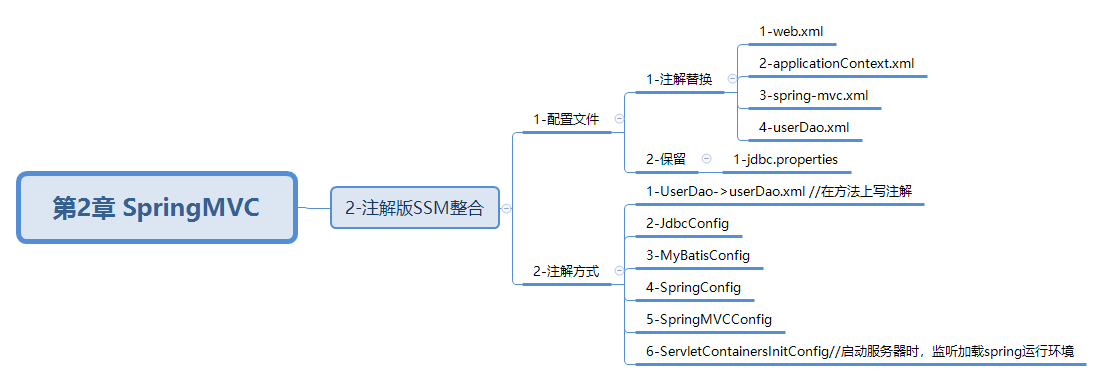 第2章 SpringMVC
2-注解版SSM整合
1-配置文件
1-注解替换
1-web.xml
2-applicationContext.xml
3-spring-mvc.xml
4-userDao.xml
2-保留
1-jdbc.properties
2-注解方式
1-UserDao->userDao.xml //在方法上写注解
2-JdbcConfig
3-MyBatisConfig
4-SpringConfig
5-SpringMVCConfig
6-ServletContainersInitConfig//启动服务器时，监听加载spring运行环境